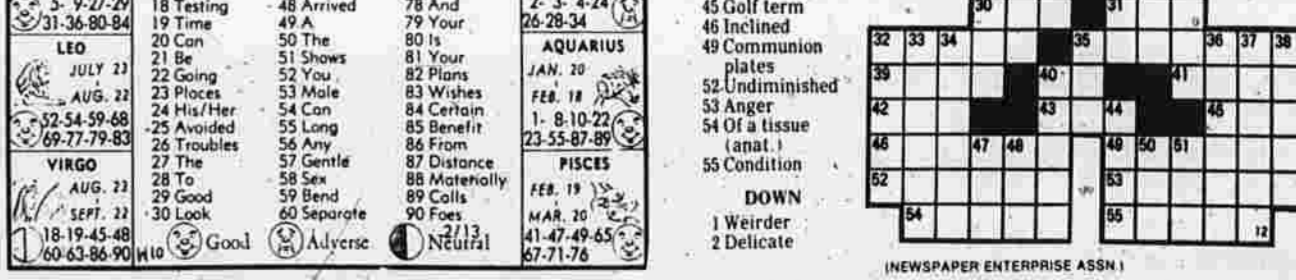 5- 9-27-29
31-36-80-84
LEO
JULY 23
AUG. 22
52-54-59-68
69-77-79-83
VIRGO
AUG. 23
SEPT. 22
18-19-45-48
60-63-86-90
18 Testing
19 Time
20 Can
21 Be
22 Going
23 Places
24 His/Her
25 Avoided
26 Troubles
27 The
28 To
29 Good
30 Look
48 Arrived
49 A
50 The
51 Shows
52 You
53 Male
54 Can
55 Long
56 Any
57 Gentle
58 Sex
59 Bend
60 Separate
78 And
79 Your
80 Is
81 Your
82 Plans
83 Wishes
84 Certain
85 Benefit
86 From
87 Distance
88 Materially
89 Calls
90 Foes
2/13
Good Adverse Neutral
2- 3- 4-24
26-28-34
AQUARIUS
JAN. 20
FEB. 18
1- 8-10-22
23-55-87-89
PISCES
FEB. 19
MAR. 20
41-47-49-65
67-71-76
45 Golf term
46 Inclined
49 Communion
plates
52 Undiminished
53 Anger
54 Of a tissue
(anat.)
55 Condition
DOWN
1 Weirder
2 Delicate
30 31
32 33 34 35 36 37 38
39 40 41
42 43 44 45
46 47 48 49 50 51
52 53
54 55
12
(NEWSPAPER ENTERPRISE ASSN.)